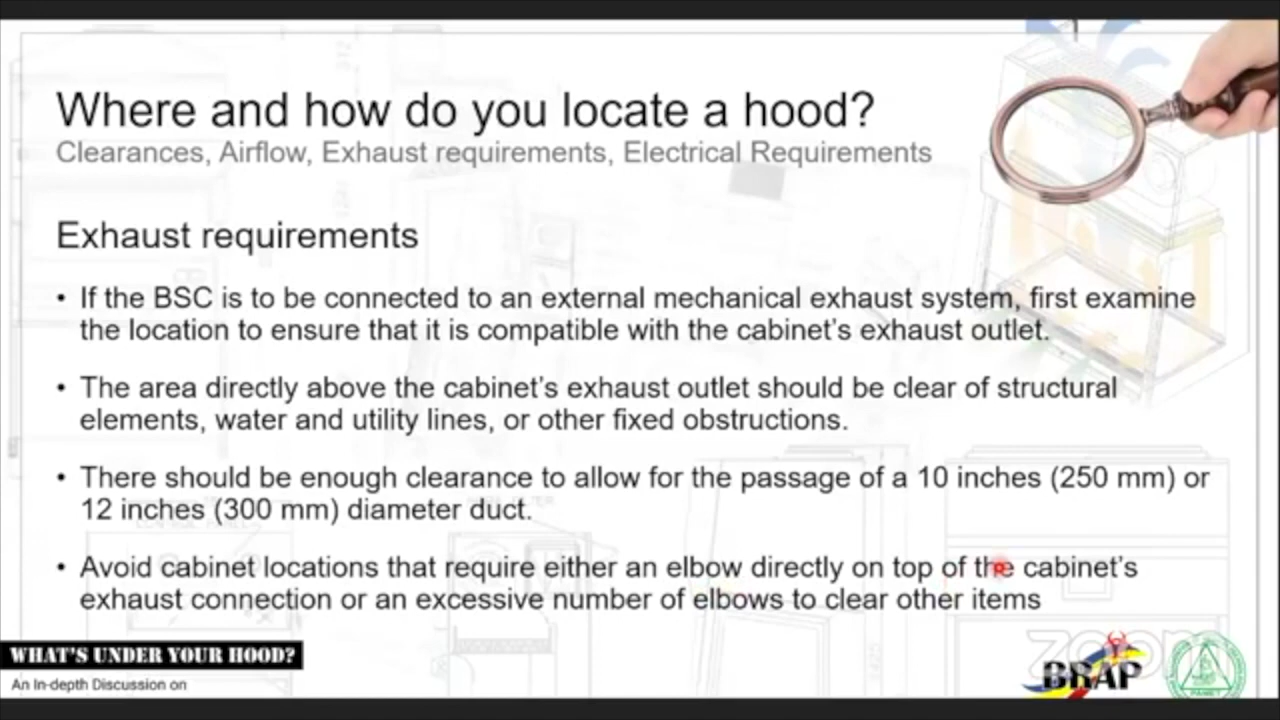 Where and how do you locate a hood?
Clearances, Airflow, Exhaust requirements, Electrical Requirements
Exhaust requirements
• If the BSC is to be connected to an external mechanical exhaust system, first examine
the location to ensure that it is compatible with the cabinet's exhaust outlet.
• The area directly above the cabinet's exhaust outlet should be clear of structural
elements, water and utility lines, or other fixed obstructions.
• There should be enough clearance to allow for the passage of a 10 inches (250 mm) or
12 inches (300 mm) diameter duct.
• Avoid cabinet locations that require either an elbow directly on top of the cabinet's
exhaust connection or an excessive number of elbows to clear other items
WHAT'S UNDER YOUR HOOD?
An In-depth Discussion on
zoom
BRAP
PAMET